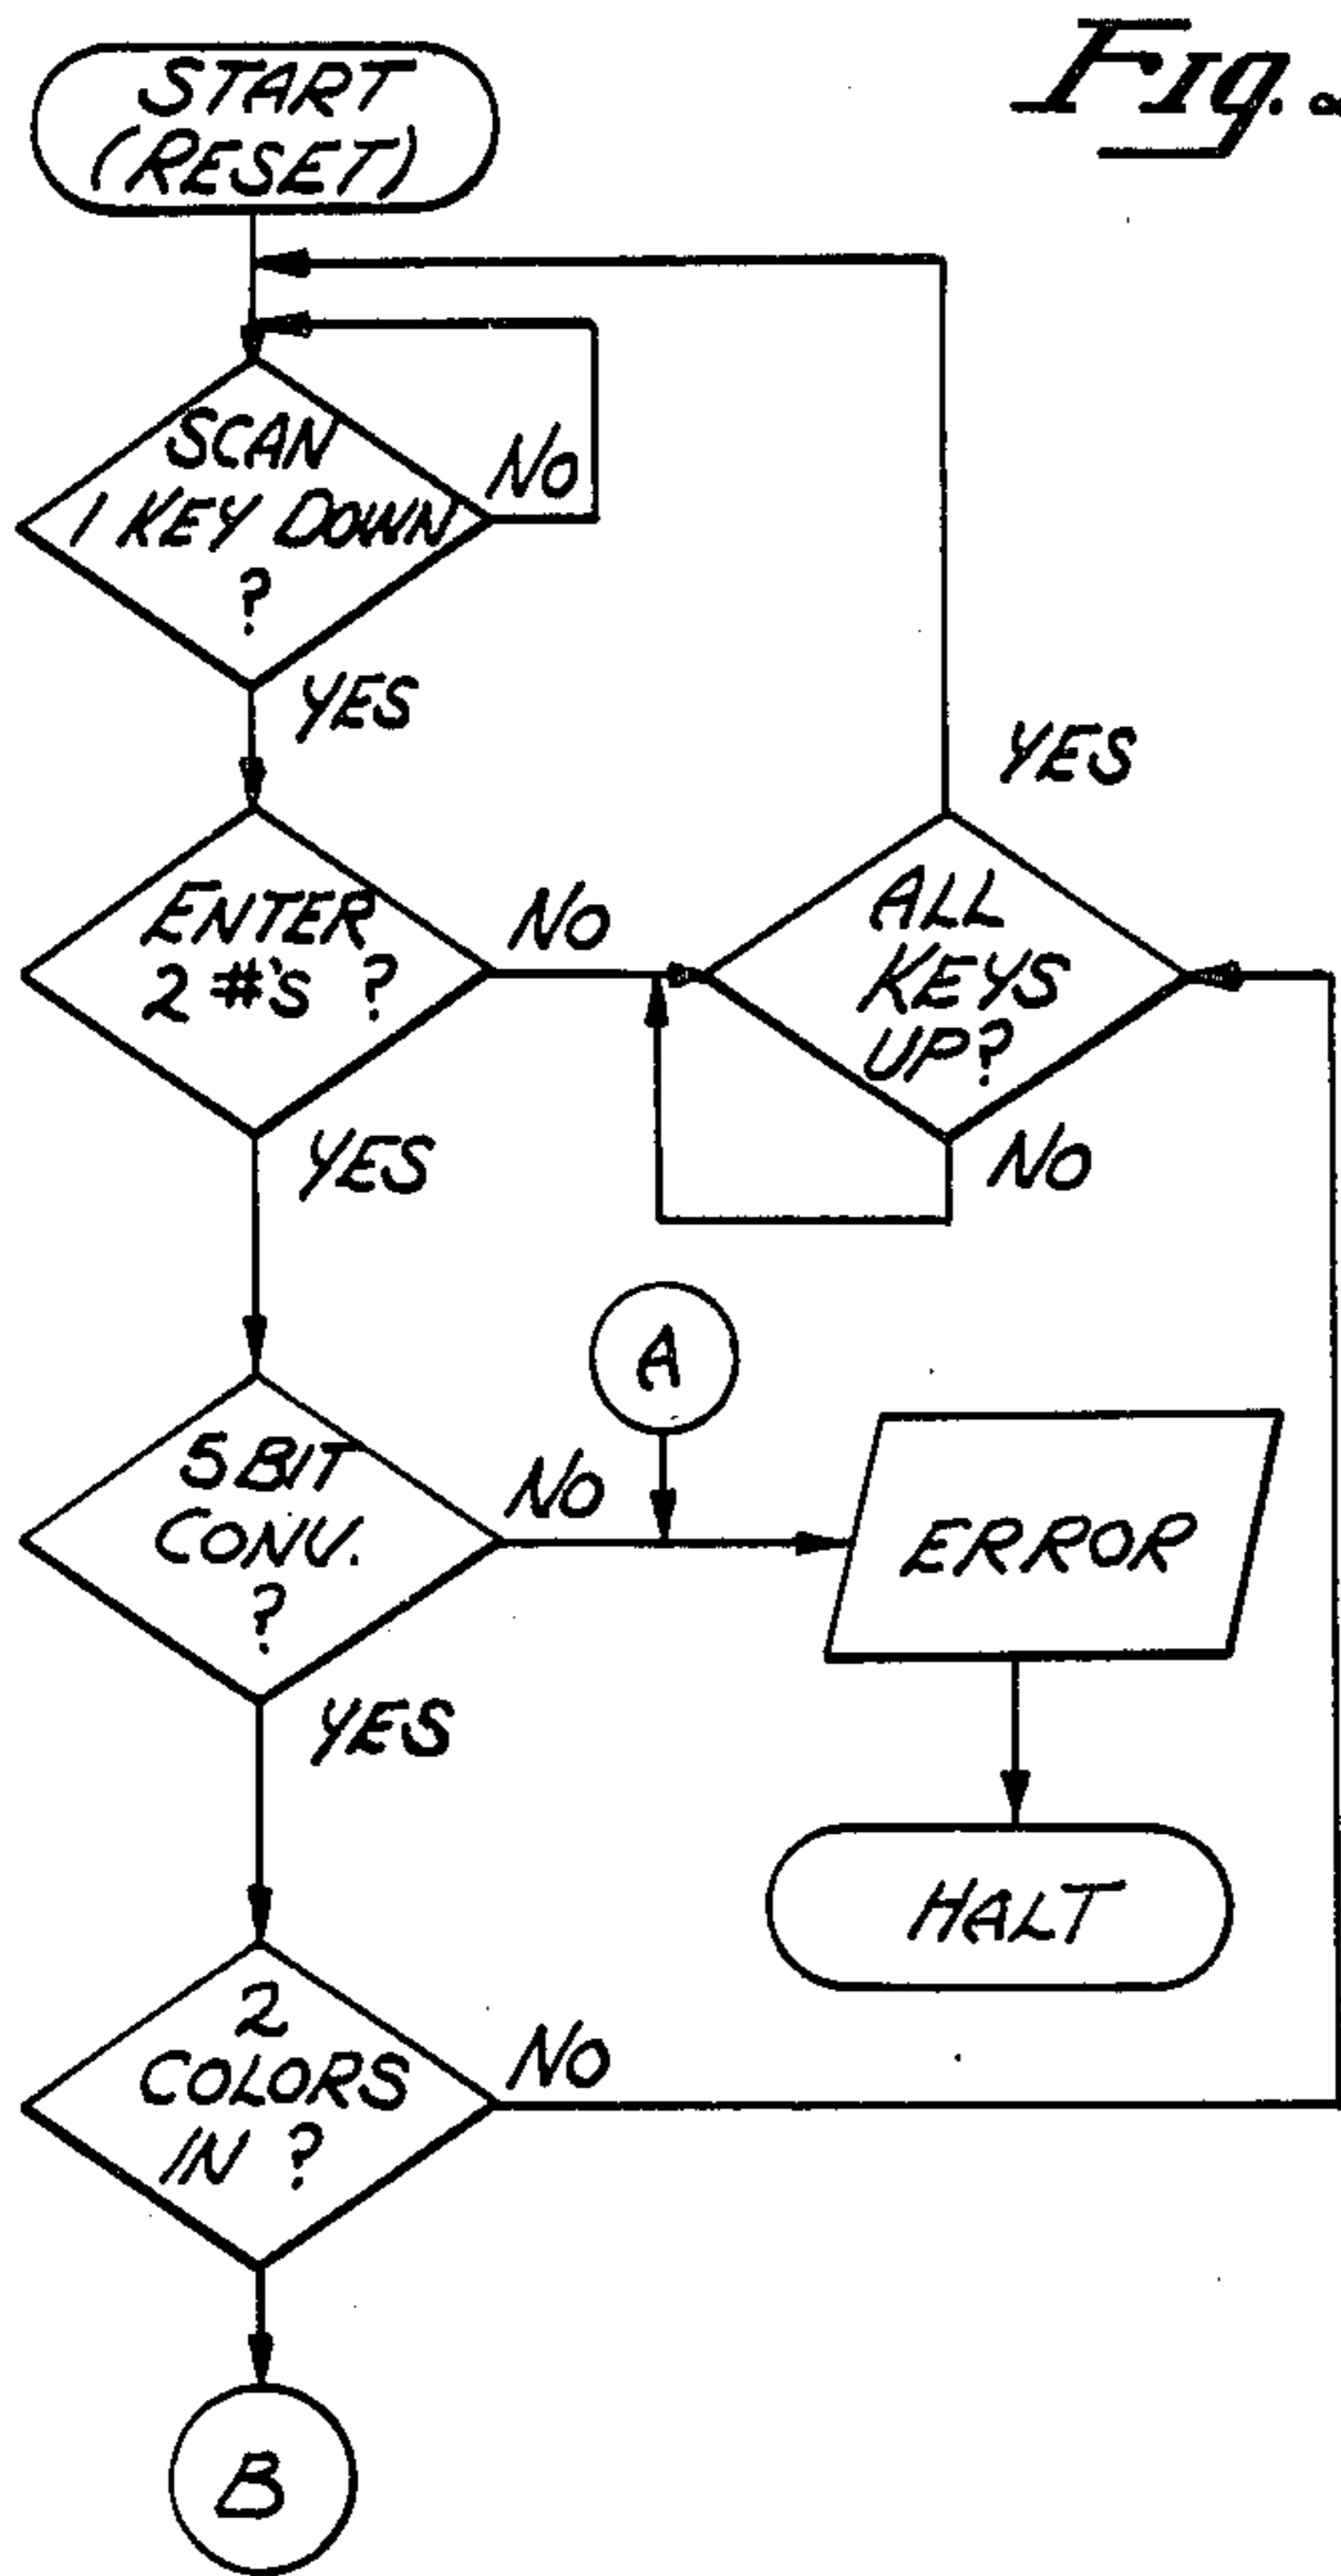 Fig.
START
(RESET)
SCAN
1 KEY DOWN
?
NO
YES
ENTER
2 #'S ?
NO
YES
ALL
KEYS
UP?
YES
NO
A
5 BIT
CONV.
?
NO
YES
ERROR
HALT
2
COLORS
IN ?
NO
B